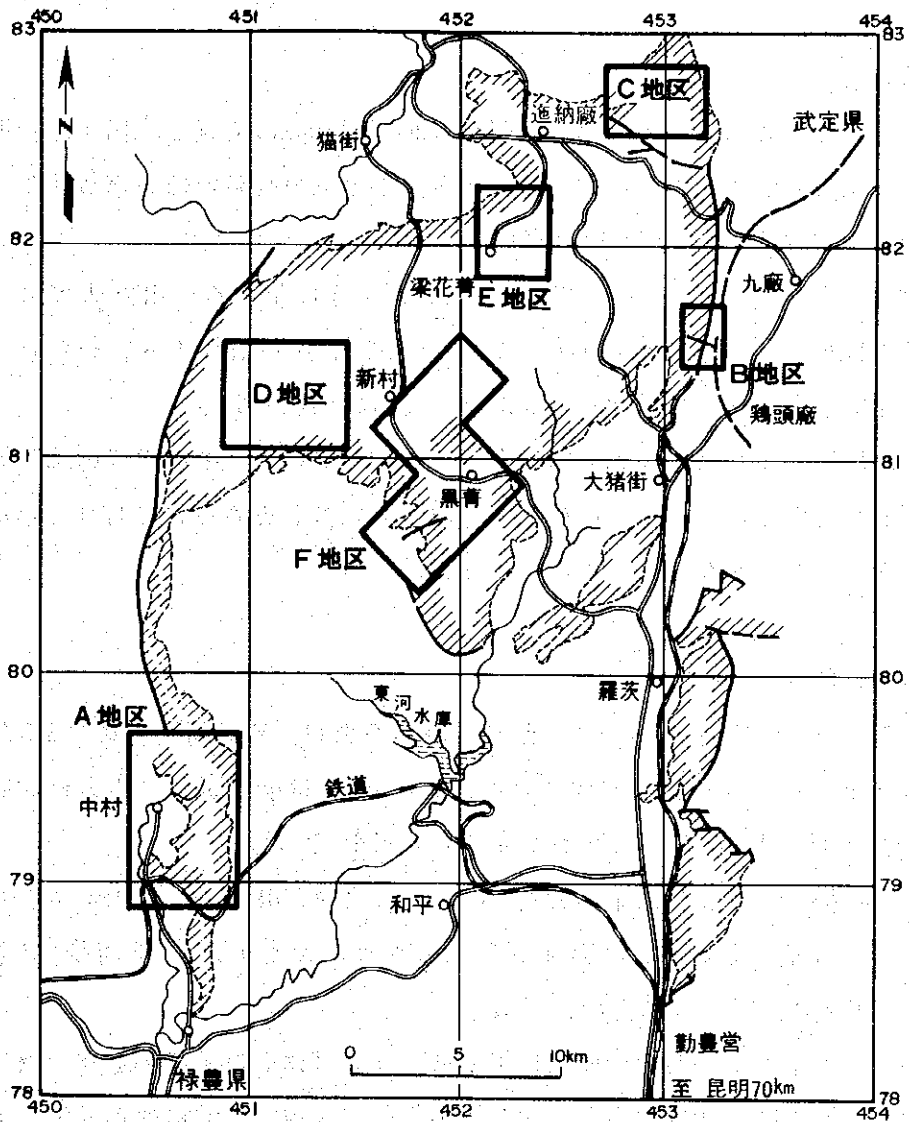 450 451 452 453 454
83 83
C地区
迤納廠
武定県
猫街
N
82 82
梁花菁
E地区
九廠
D地区
新村
B地区
鶏頭廠
81 81
黒菁
大猪街
F地区
80 80
羅茨
A地区
東河水庫
鉄道
中村
79 79
和平
0 5 10km
勤豊営
禄豊県
至 昆明70km
78 78
450 451 452 453 454